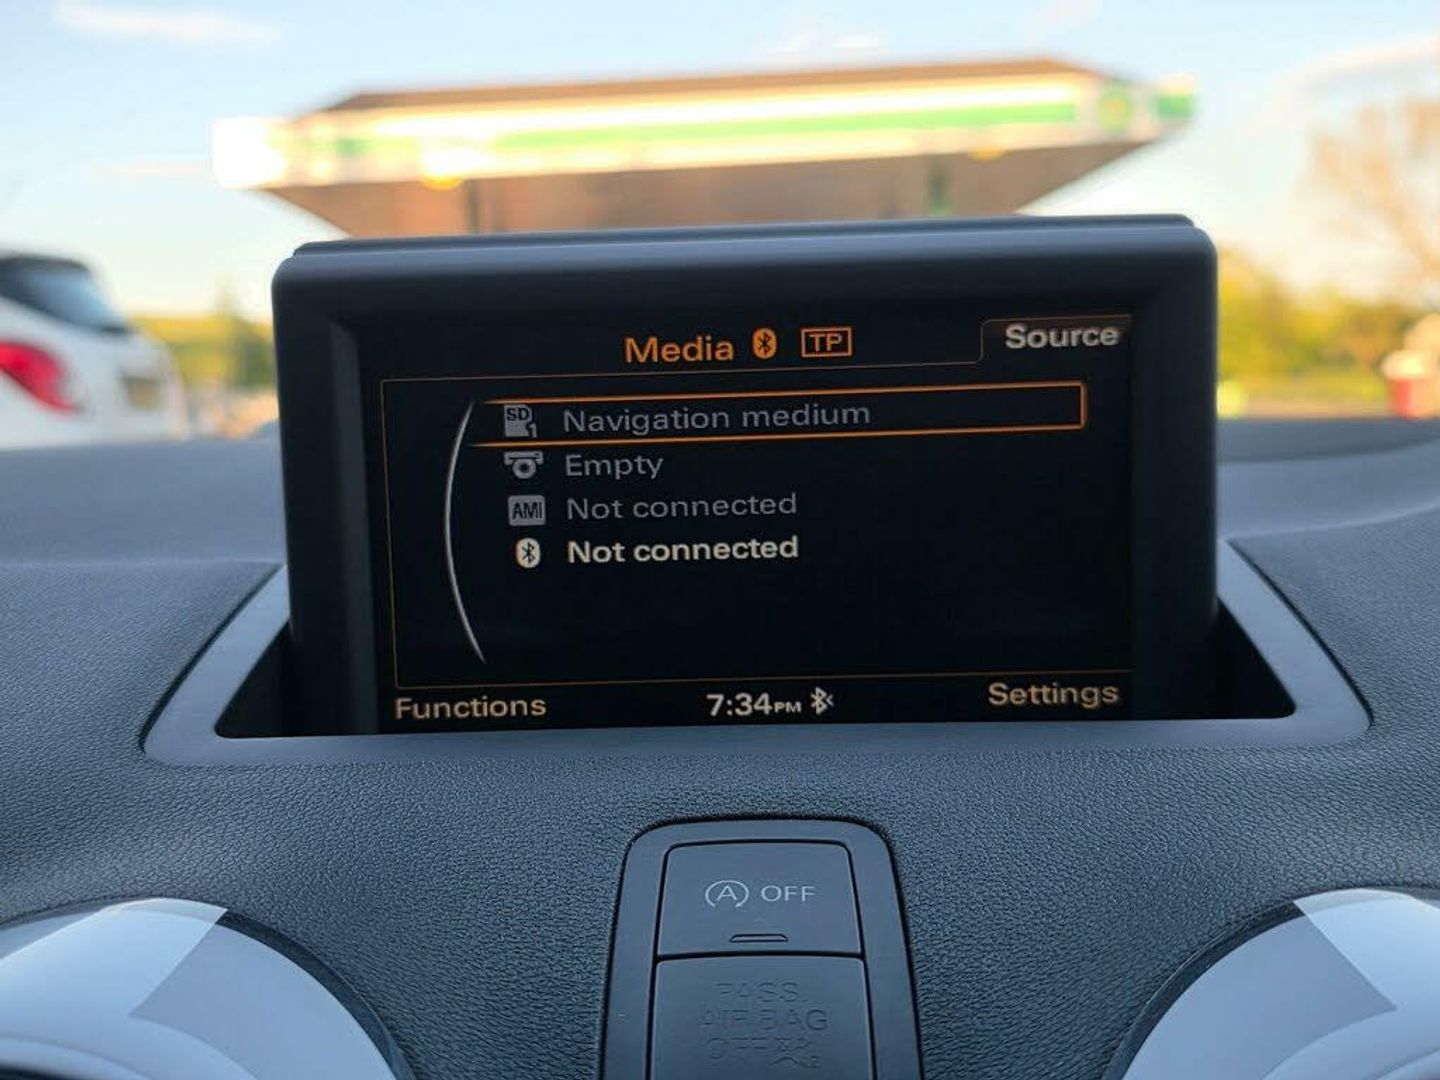 Media TP Source
SD 1 Navigation medium
Empty
AMI Not connected
Not connected
Functions 7:34PM Settings
A OFF
PASS.
AIR BAG
OFF